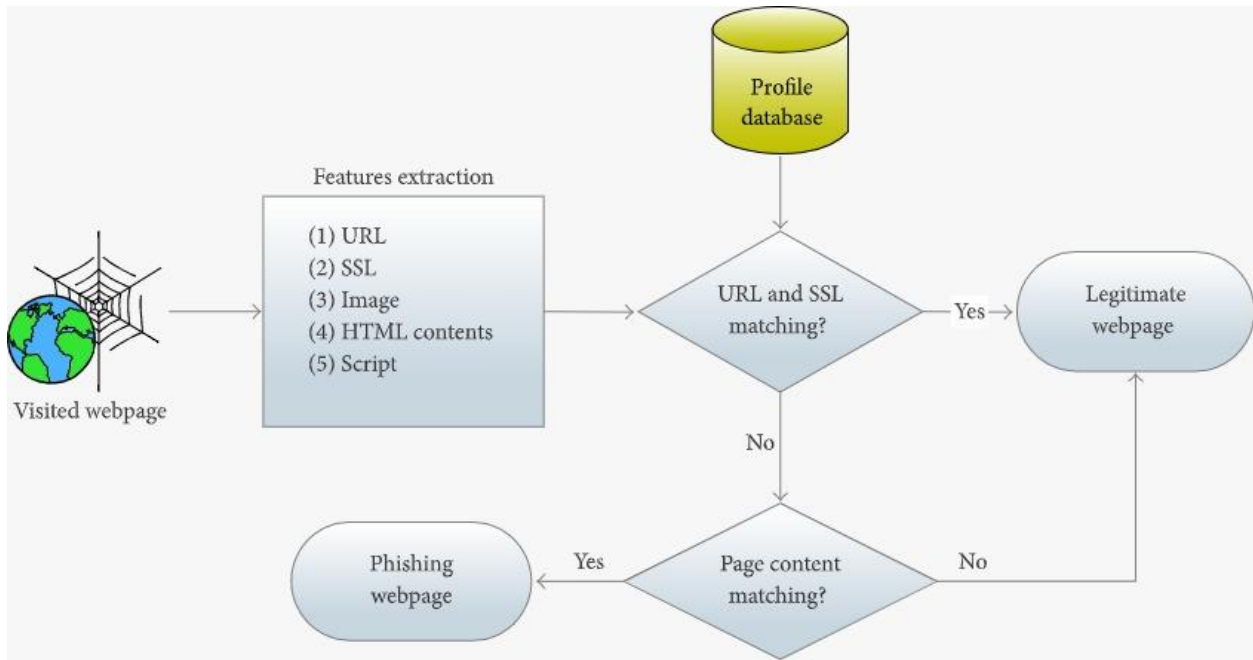 Profile
database
Features extraction
(1) URL
(2) SSL
(3) Image
(4) HTML contents
(5) Script
Visited webpage
URL and SSL
matching?
Yes
Legitimate
webpage
No
Page content
matching?
Yes
No
Phishing
webpage